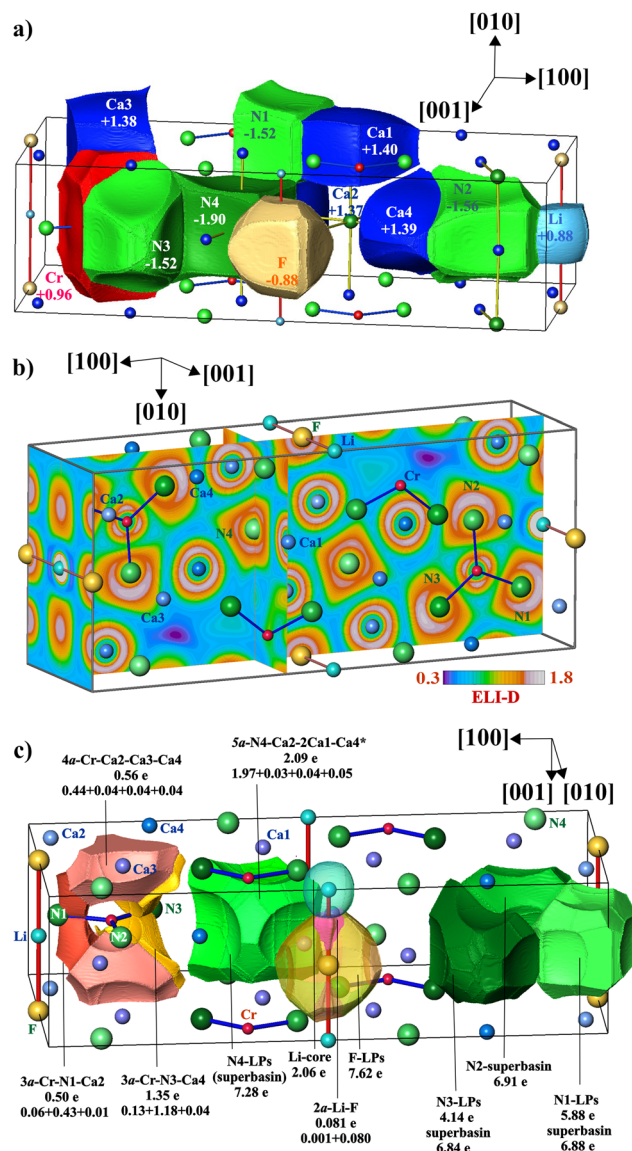 a)
[010]
[100]
[001]
Ca3
+1.38
N1
-1.52
Ca1
+1.40
N4
-1.90
Ca2
+1.37
Ca4
+1.39
N2
-1.56
Li
+0.88
N3
-1.52
F
-0.88
Cr
+0.96
b)
[100]
[001]
[010]
F
Li
Ca2
Ca4
Cr
N2
N4
Ca1
Ca3
N3
N1
0.3
1.8
ELI-D
c)
[100]
[001]
[010]
4a-Cr-Ca2-Ca3-Ca4
0.56 e
0.44+0.04+0.04+0.04
5a-N4-Ca2-2Ca1-Ca4*
2.09 e
1.97+0.03+0.04+0.05
Ca2
Ca4
Ca1
N4
Ca3
N1
N3
N2
Li
F
Cr
3a-Cr-N1-Ca2
0.50 e
0.06+0.43+0.01
3a-Cr-N3-Ca4
1.35 e
0.13+1.18+0.04
N4-LPs
(superbasin)
7.28 e
Li-core
2.06 e
F-LPs
7.62 e
2a-Li-F
0.081 e
0.001+0.080
N3-LPs
4.14 e
superbasin
6.84 e
N2-superbasin
6.91 e
N1-LPs
5.88 e
superbasin
6.88 e